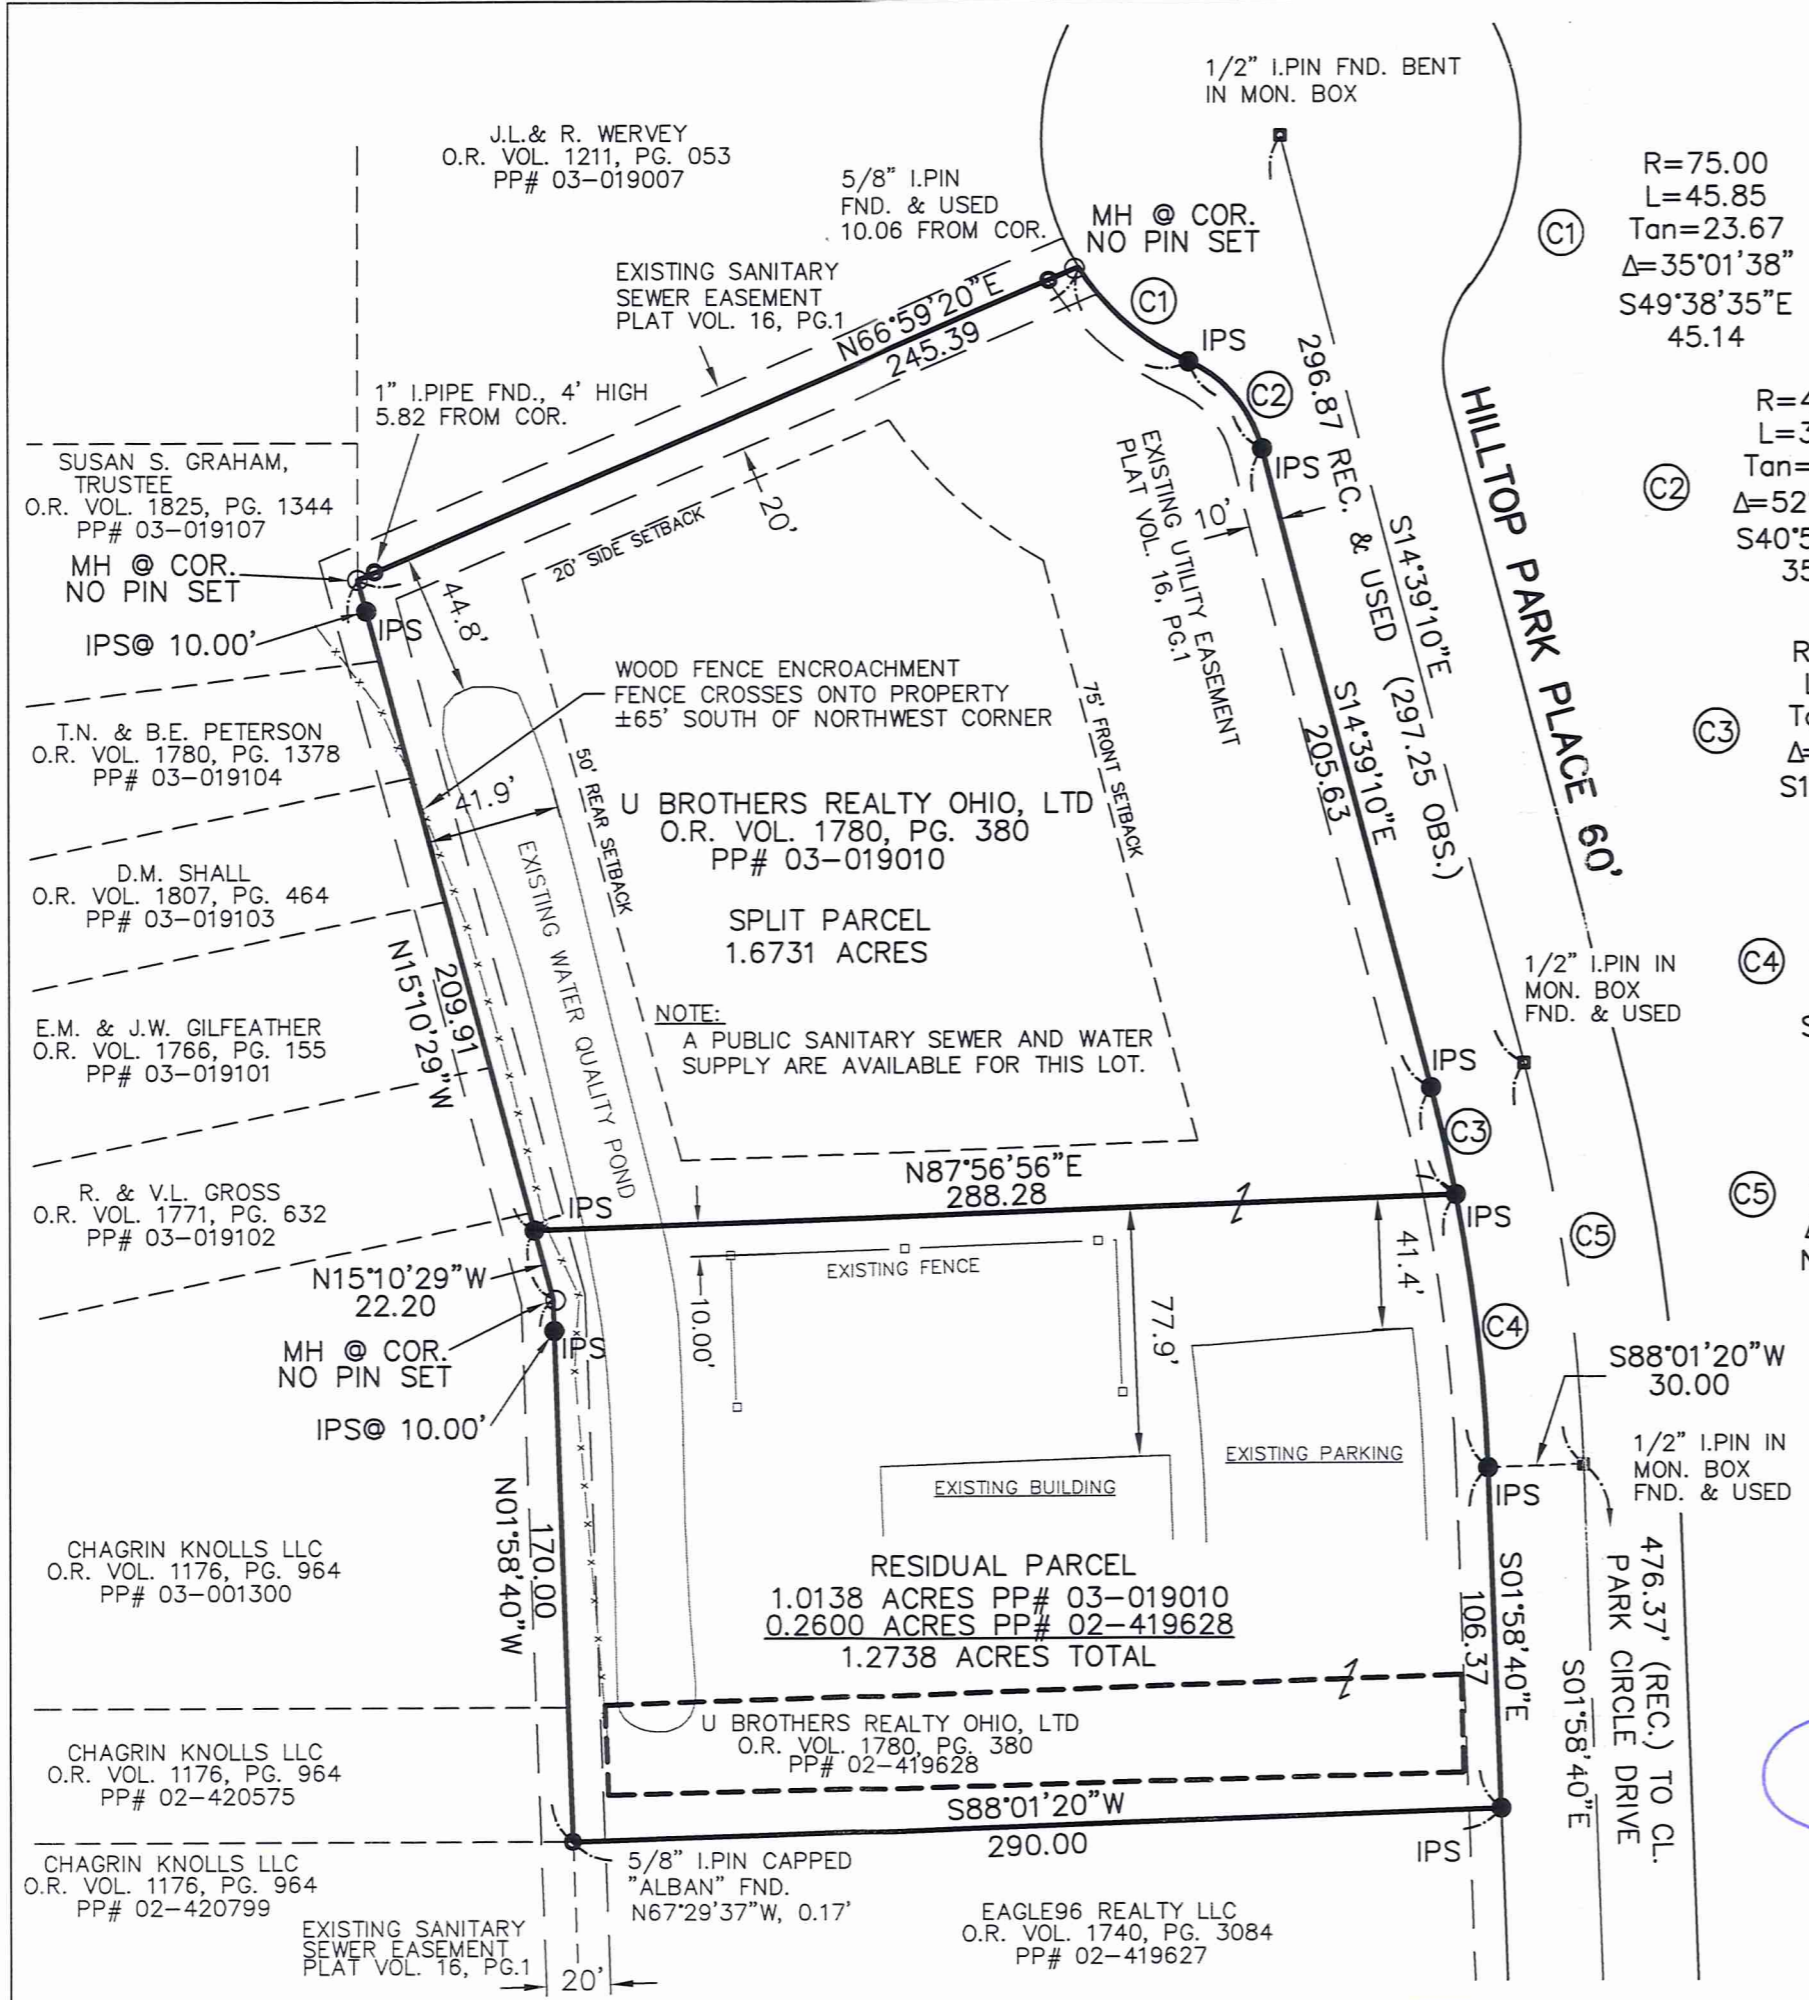 1/2" I.PIN FND. BENT
IN MON. BOX
J.L.& R. WERVEY
O.R. VOL. 1211, PG. 053
PP# 03-019007
5/8" I.PIN
FND. & USED
10.06 FROM COR.
MH @ COR.
NO PIN SET
R=75.00
L=45.85
Tan=23.67
Δ=35°01'38"
S49°38'35"E
45.14
C1
EXISTING SANITARY
SEWER EASEMENT
PLAT VOL. 16, PG.1
N66°59'20"E
245.39
C1
IPS
1" I.PIPE FND., 4' HIGH
5.82 FROM COR.
C2
IPS
296.87 REC. & USED (297.25 OBS.)
S14°39'10"E
HILLTOP PARK PLACE 60'
C2
SUSAN S. GRAHAM,
TRUSTEE
O.R. VOL. 1825, PG. 1344
PP# 03-019107
MH @ COR.
NO PIN SET
IPS@ 10.00'
IPS
44.8'
20' SIDE SETBACK
20'
EXISTING UTILITY EASEMENT
PLAT VOL. 16, PG.1
10'
WOOD FENCE ENCROACHMENT
FENCE CROSSES ONTO PROPERTY
±65' SOUTH OF NORTHWEST CORNER
T.N. & B.E. PETERSON
O.R. VOL. 1780, PG. 1378
PP# 03-019104
C3
S14°39'10"E
205.63
75' FRONT SETBACK
50' REAR SETBACK
41.9'
U BROTHERS REALTY OHIO, LTD
O.R. VOL. 1780, PG. 380
PP# 03-019010
D.M. SHALL
O.R. VOL. 1807, PG. 464
PP# 03-019103
SPLIT PARCEL
1.6731 ACRES
EXISTING WATER QUALITY POND
209.91
N15°10'29"W
1/2" I.PIN IN
MON. BOX
FND. & USED
C4
E.M. & J.W. GILFEATHER
O.R. VOL. 1766, PG. 155
PP# 03-019101
NOTE:
A PUBLIC SANITARY SEWER AND WATER
SUPPLY ARE AVAILABLE FOR THIS LOT.
IPS
C3
N87°56'56"E
288.28
R. & V.L. GROSS
O.R. VOL. 1771, PG. 632
PP# 03-019102
IPS
IPS
C5
C5
N15°10'29"W
22.20
EXISTING FENCE
10.00'
77.9'
41.4'
C4
MH @ COR.
NO PIN SET
IPS
IPS@ 10.00'
S88°01'20"W
30.00
1/2" I.PIN IN
MON. BOX
FND. & USED
EXISTING PARKING
EXISTING BUILDING
IPS
170.00
N01°58'40"W
CHAGRIN KNOLLS LLC
O.R. VOL. 1176, PG. 964
PP# 03-001300
RESIDUAL PARCEL
1.0138 ACRES PP# 03-019010
0.2600 ACRES PP# 02-419628
1.2738 ACRES TOTAL
S01°58'40"E
106.37
S01°58'40"E
476.37' (REC.) TO CL.
PARK CIRCLE DRIVE
U BROTHERS REALTY OHIO, LTD
O.R. VOL. 1780, PG. 380
PP# 02-419628
CHAGRIN KNOLLS LLC
O.R. VOL. 1176, PG. 964
PP# 02-420575
S88°01'20"W
290.00
IPS
5/8" I.PIN CAPPED
"ALBAN" FND.
N67°29'37"W, 0.17'
CHAGRIN KNOLLS LLC
O.R. VOL. 1176, PG. 964
PP# 02-420799
EXISTING SANITARY
SEWER EASEMENT
PLAT VOL. 16, PG.1
20'
EAGLE96 REALTY LLC
O.R. VOL. 1740, PG. 3084
PP# 02-419627